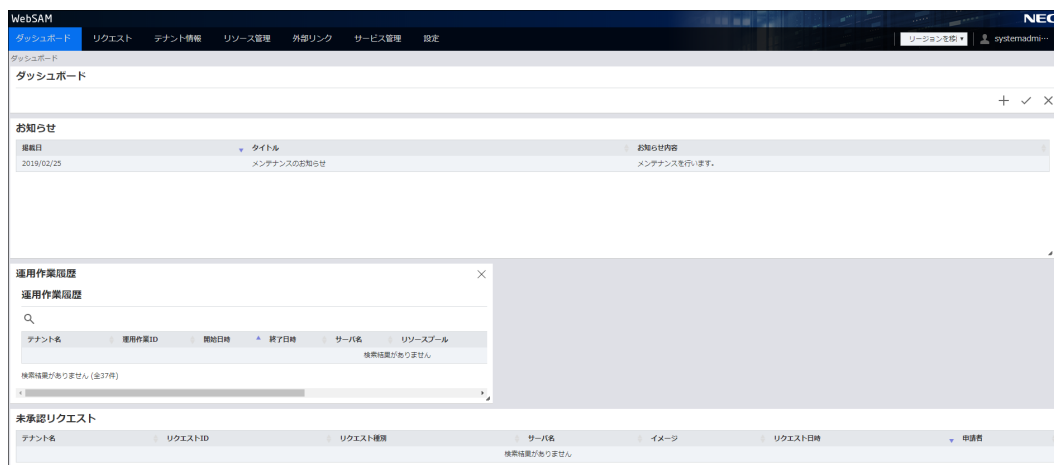 WebSAM NEC
ダッシュボード リクエスト テナント情報 リソース管理 外部リンク サービス管理 設定 systemadmi…
ダッシュボード
ダッシュボード
お知らせ
掲載日 タイトル お知らせ内容
2019/02/25 メンテナンスのお知らせ メンテナンスを行います。
運用作業履歴
運用作業履歴
テナント名 運用作業ID 開始日時 終了日時 サーバ名 リソースプール
検索結果がありません
検索結果がありません (全37件)
未承認リクエスト
テナント名 リクエストID リクエスト種別 サーバ名 イメージ リクエスト日時 申請者
検索結果がありません